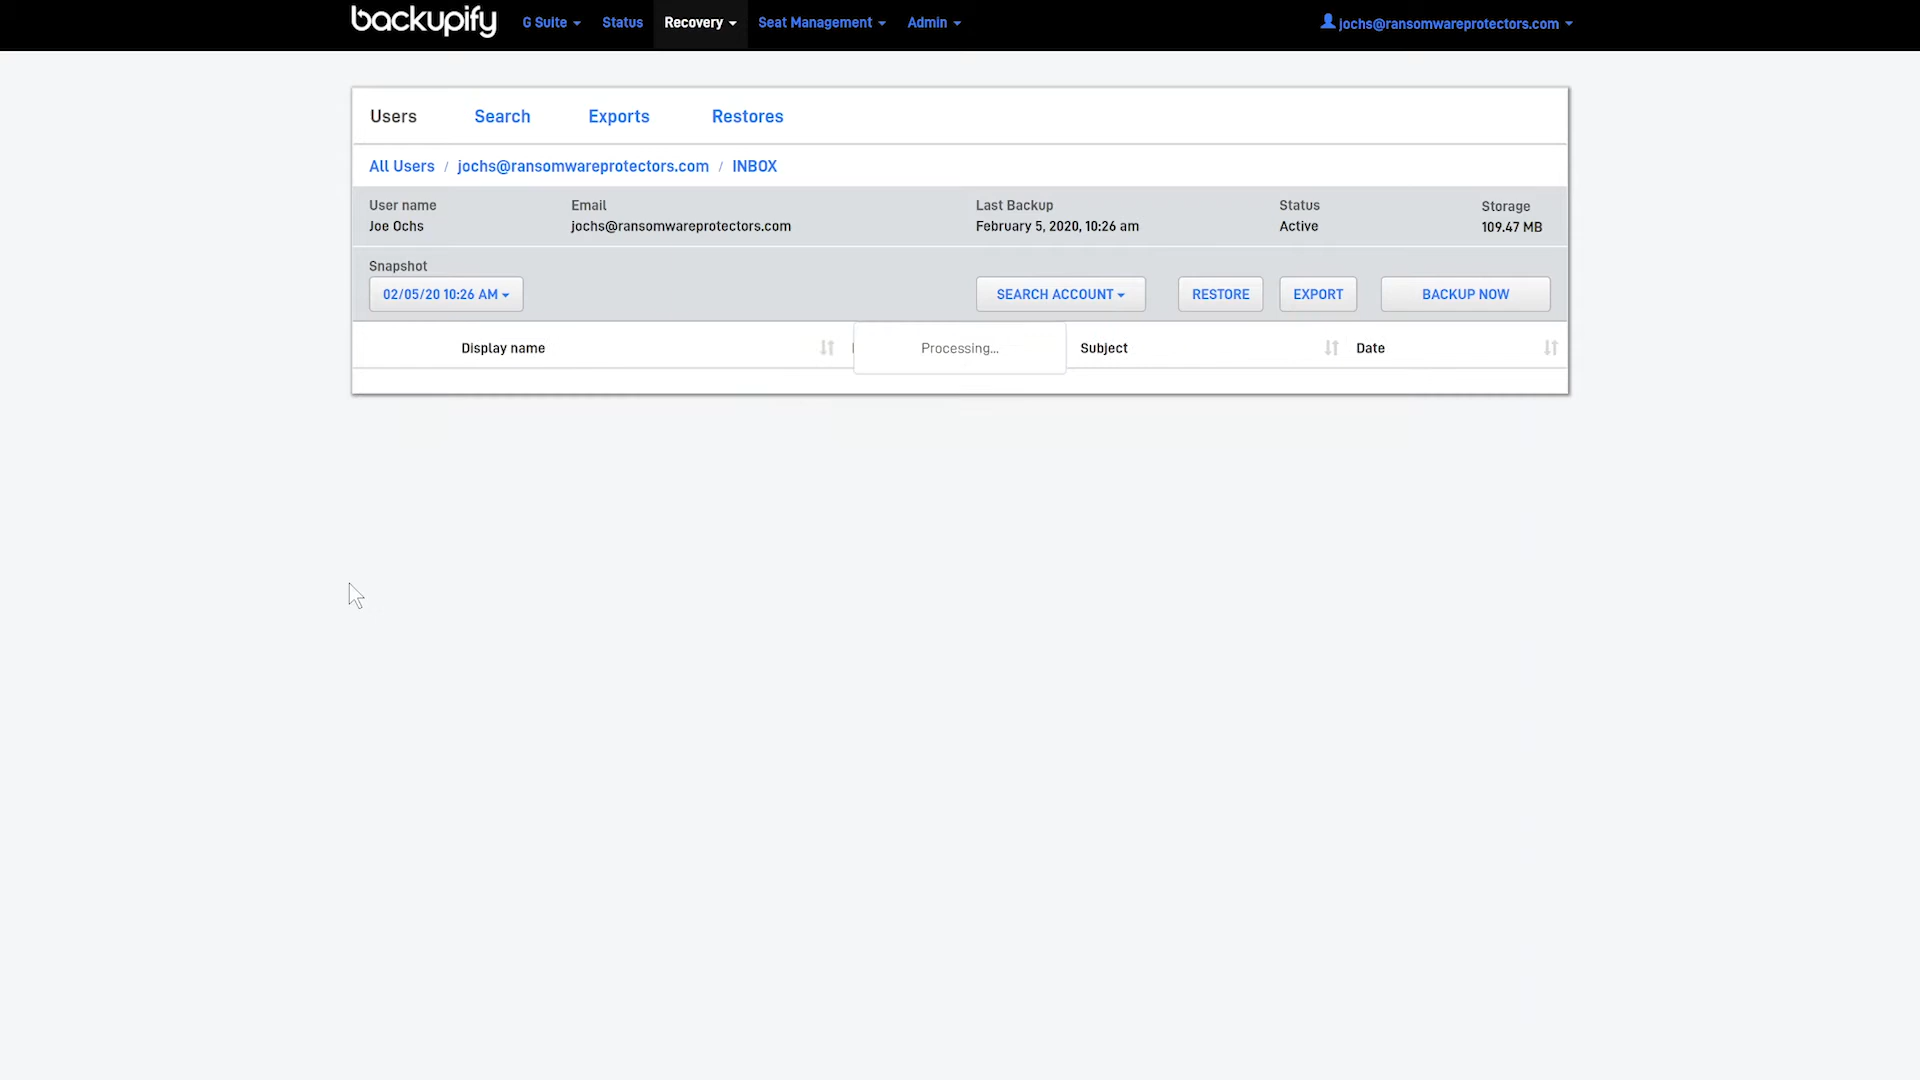 backupify G Suite Status Recovery Seat Management Admin jochs@ransomwareprotectors.com
Users Search Exports Restores
All Users / jochs@ransomwareprotectors.com / INBOX
User name Email Last Backup Status Storage
Joe Ochs jochs@ransomwareprotectors.com February 5, 2020, 10:26 am Active 109.47 MB
Snapshot
02/05/20 10:26 AM SEARCH ACCOUNT RESTORE EXPORT BACKUP NOW
Display name Processing... Subject Date